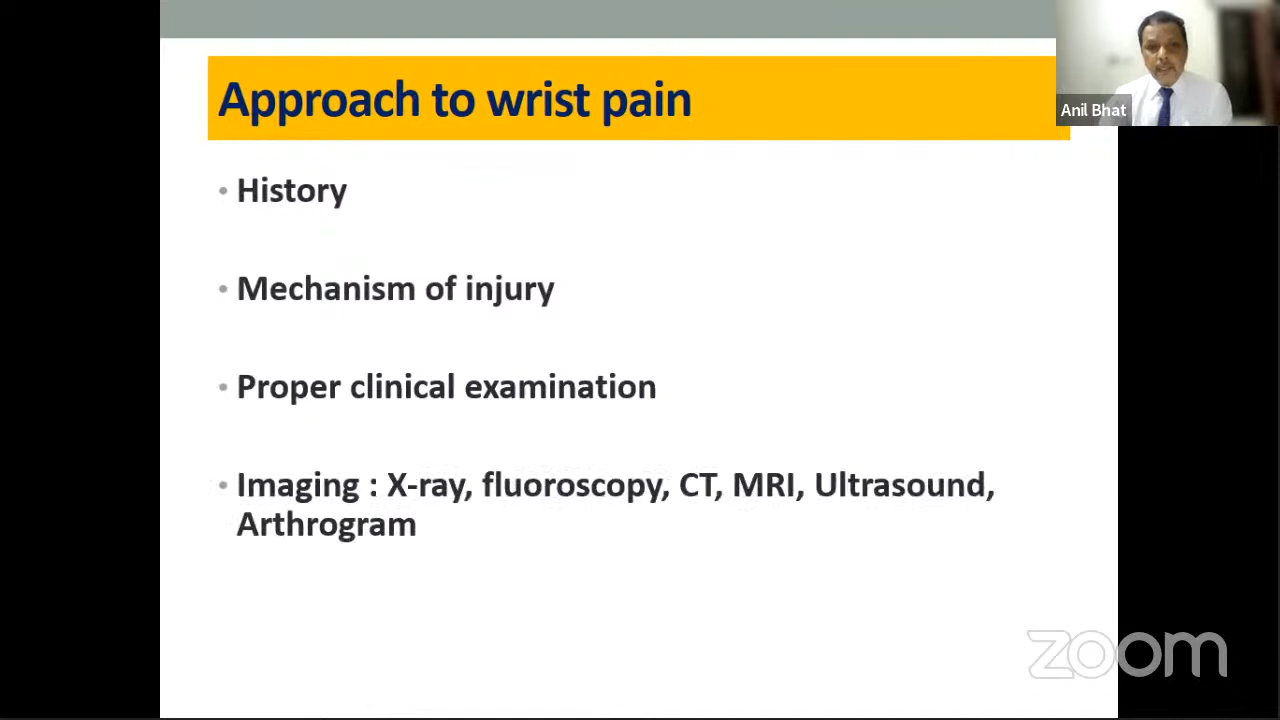 Approach to wrist pain
Anil Bhat
• History
• Mechanism of injury
• Proper clinical examination
• Imaging : X-ray, fluoroscopy, CT, MRI, Ultrasound,
Arthrogram
zoom